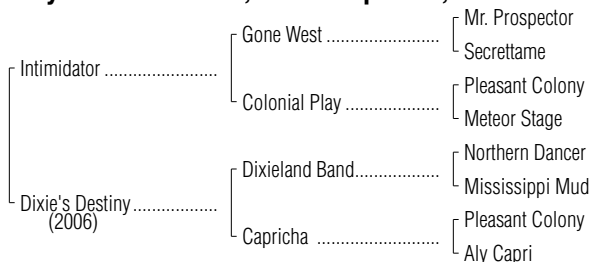 Mr. Prospector
Gone West ........................
Secrettame
Intimidator ........................
Pleasant Colony
Colonial Play ....................
Meteor Stage
Northern Dancer
Dixieland Band..................
Mississippi Mud
Dixie's Destiny..................
(2006)
Pleasant Colony
Capricha ..........................
Aly Capri